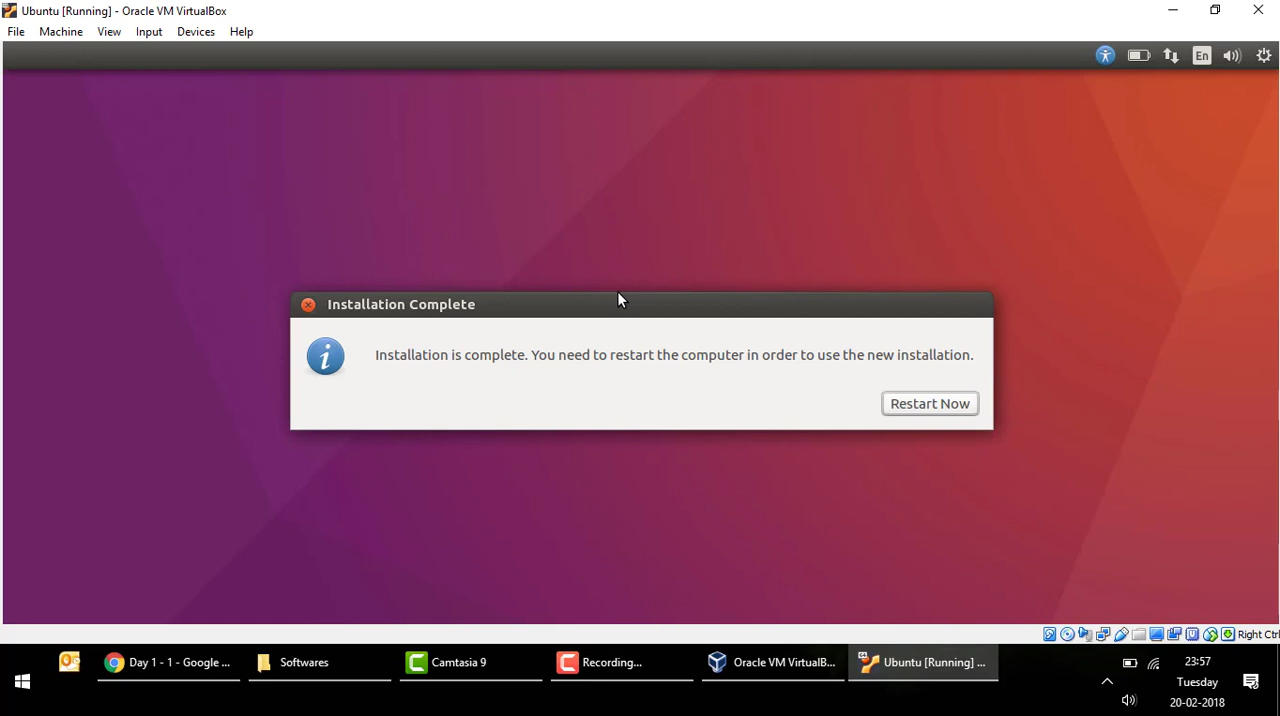 Ubuntu [Running] - Oracle VM VirtualBox
File Machine View Input Devices Help
En
Installation Complete
Installation is complete. You need to restart the computer in order to use the new installation.
Restart Now
Right Ctrl
Day 1 - 1 - Google ...
Softwares
Camtasia 9
Recording...
Oracle VM VirtualB...
Ubuntu [Running] ...
23:57
Tuesday
20-02-2018